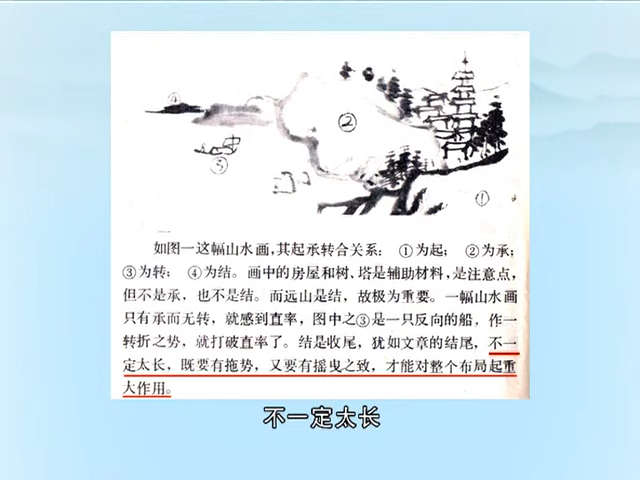 ④
②
③
①
一
如图一这幅山水画,其起承转合关系: ①为起; ②为承;
③为转; ④为结。画中的房屋和树、塔是辅助材料,是注意点,
但不是承,也不是结。而远山是结,故极为重要。一幅山水画
只有承而无转,就感到直率,图中之③是一只反向的船,作一
转折之势,就打破直率了。结是收尾,犹如文章的结尾,不一
定太长,既要有拖势,又要有摇曳之致,才能对整个布局起重
大作用。
不一定太长